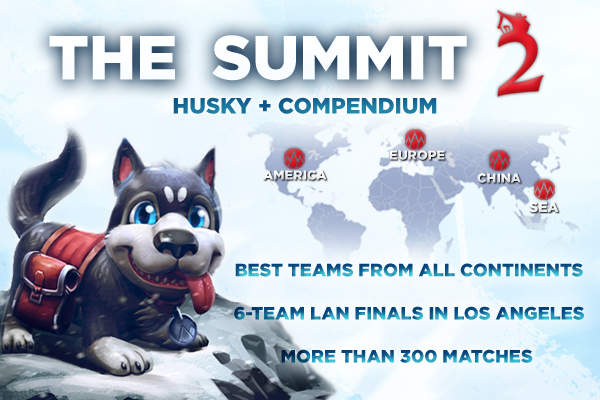 THE SUMMIT 2
HUSKY + COMPENDIUM
EUROPE
AMERICA
CHINA
SEA
BEST TEAMS FROM ALL CONTINENTS
6-TEAM LAN FINALS IN LOS ANGELES
MORE THAN 300 MATCHES